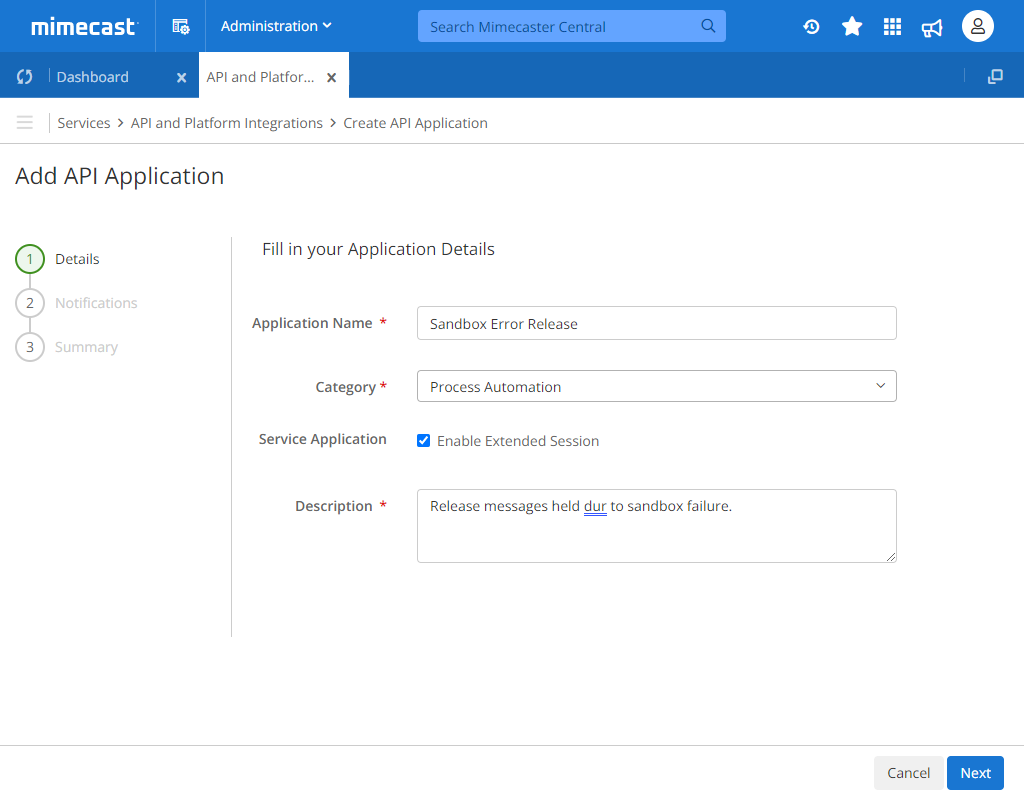 mimecast
Administration
Search Mimecaster Central
Dashboard
API and Platfor...
Services > API and Platform Integrations > Create API Application
Add API Application
Fill in your Application Details
1 Details
2 Notifications
3 Summary
Application Name * Sandbox Error Release
Category * Process Automation
Service Application Enable Extended Session
Description * Release messages held dur to sandbox failure.
Cancel Next